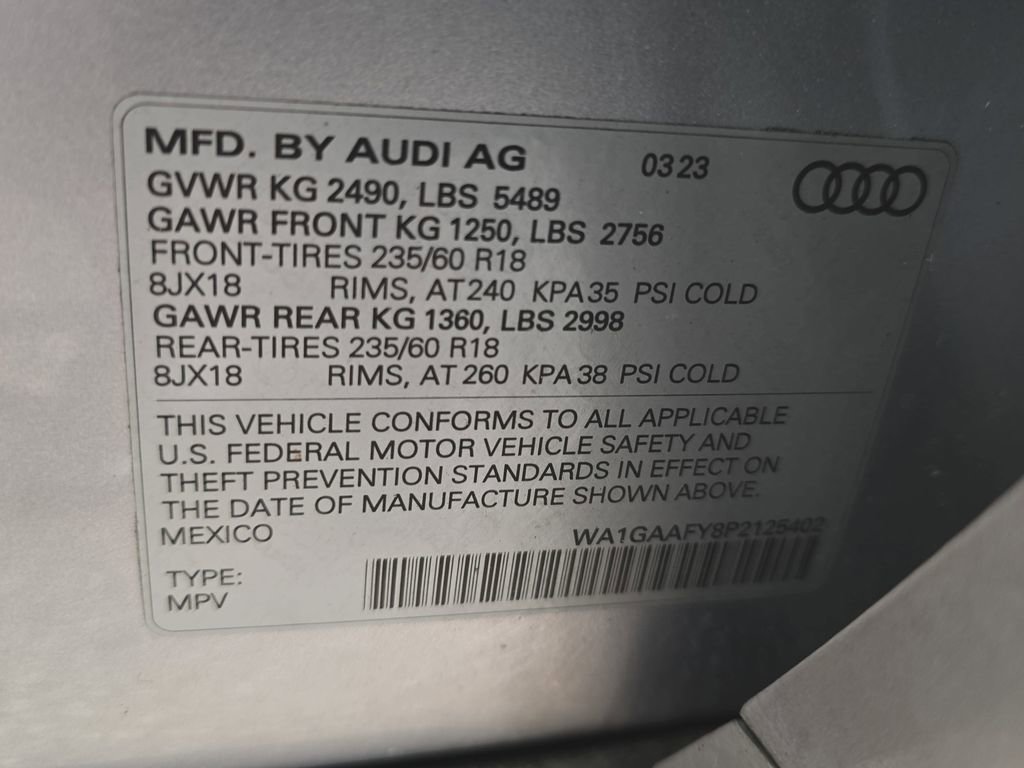 MFD. BY AUDI AG 03 23
GVWR KG 2490, LBS 5489
GAWR FRONT KG 1250, LBS 2756
FRONT-TIRES 235/60 R18
8JX18 RIMS, AT 240 KPA 35 PSI COLD
GAWR REAR KG 1360, LBS 2998
REAR-TIRES 235/60 R18
8JX18 RIMS, AT 260 KPA 38 PSI COLD
THIS VEHICLE CONFORMS TO ALL APPLICABLE
U.S. FEDERAL MOTOR VEHICLE SAFETY AND
THEFT PREVENTION STANDARDS IN EFFECT ON
THE DATE OF MANUFACTURE SHOWN ABOVE.
MEXICO WA1GAAFY8P2125402
TYPE:
MPV